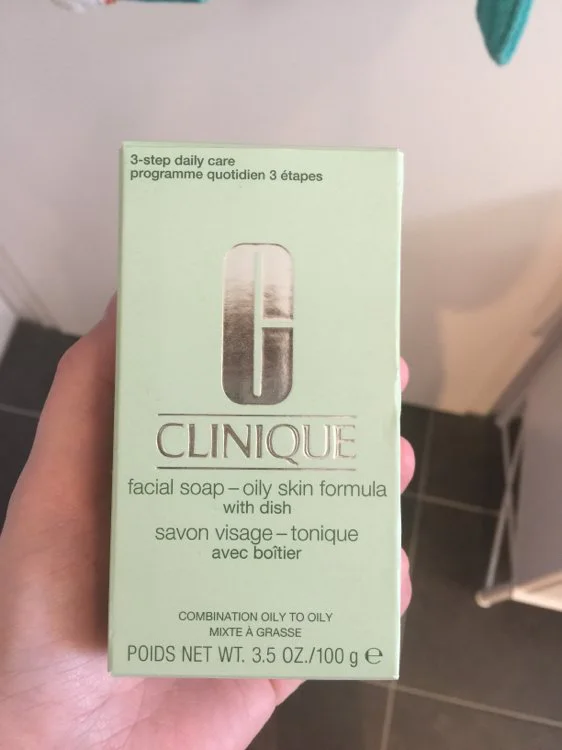 3-step daily care
programme quotidien 3 étapes
C
CLINIQUE
facial soap – oily skin formula
with dish
savon visage – tonique
avec boîtier
COMBINATION OILY TO OILY
MIXTE À GRASSE
POIDS NET WT. 3.5 OZ./100 g ℮